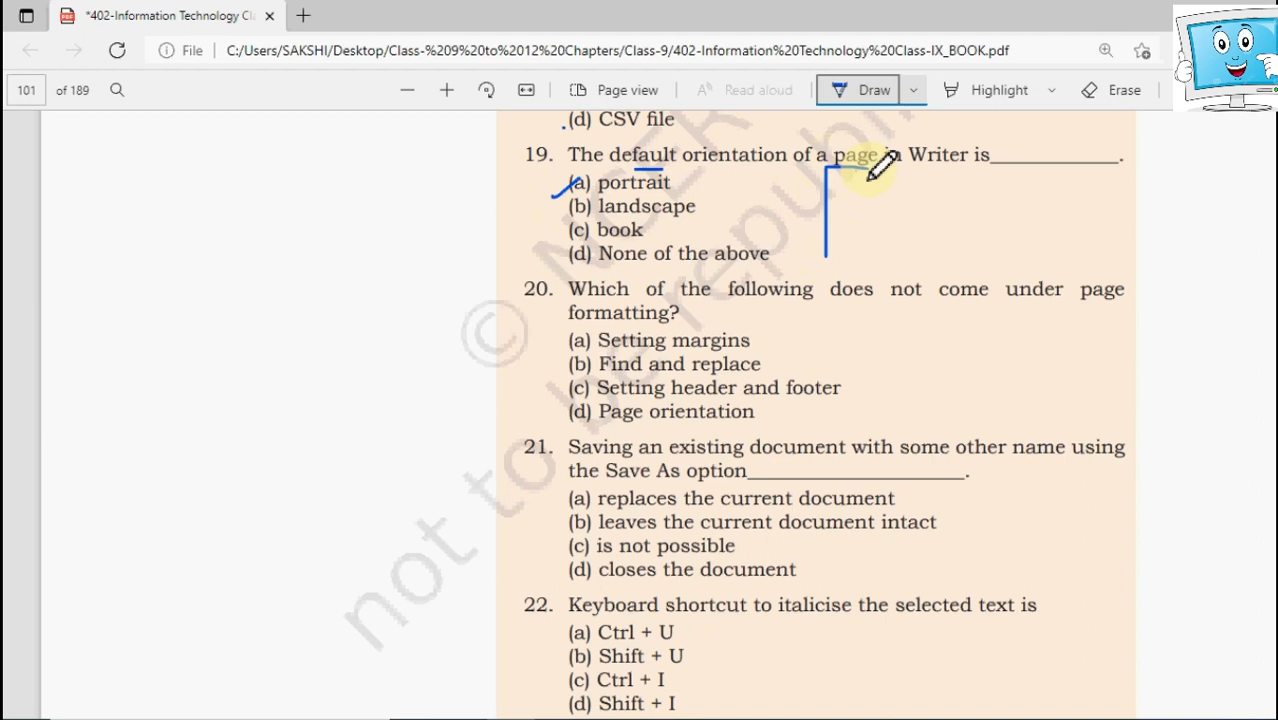 *402-Information Technology Cl
File
C:/Users/SAKSHI/Desktop/Class-%209%20to%2012%20Chapters/Class-9/402-Information%20Technology%20Class-IX_BOOK.pdf
101 of 189
Page view
Read aloud
Draw
Highlight
Erase
(d) CSV file
19. The default orientation of a page in Writer is____________.
(a) portrait
(b) landscape
(c) book
(d) None of the above
20. Which of the following does not come under page
formatting?
(a) Setting margins
(b) Find and replace
(c) Setting header and footer
(d) Page orientation
21. Saving an existing document with some other name using
the Save As option____________________.
(a) replaces the current document
(b) leaves the current document intact
(c) is not possible
(d) closes the document
22. Keyboard shortcut to italicise the selected text is
(a) Ctrl + U
(b) Shift + U
(c) Ctrl + I
(d) Shift + I
© NCER
not to be republi